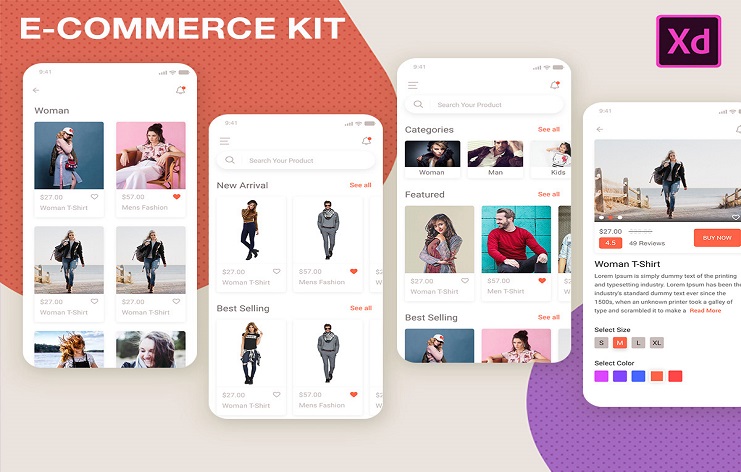 E-COMMERCE KIT
Xd
9:41
Woman
$27.00
Woman T-Shirt
$57.00
Mens Fashion
$27.00
Woman T-Shirt
$27.00
Woman T-Shirt
9:41
Search Your Product
New Arrival
See all
$27.00
Woman T-Shirt
$57.00
Mens Fashion
Best Selling
See all
$27.00
Woman T-Shirt
$57.00
Mens Fashion
9:41
Search Your Product
Categories
See all
Woman
Man
Kids
Featured
See all
$27.00
Woman T-Shirt
$57.00
Men T-Shirt
Best Selling
See all
9:41
$27.00
4.5
49 Reviews
BUY NOW
Woman T-Shirt
Lorem Ipsum is simply dummy text of the printing
and typesetting industry. Lorem Ipsum has been the
industry's standard dummy text ever since the
1500s, when an unknown printer took a galley of
type and scrambled it to make a Read More
Select Size
S
M
L
XL
Select Color